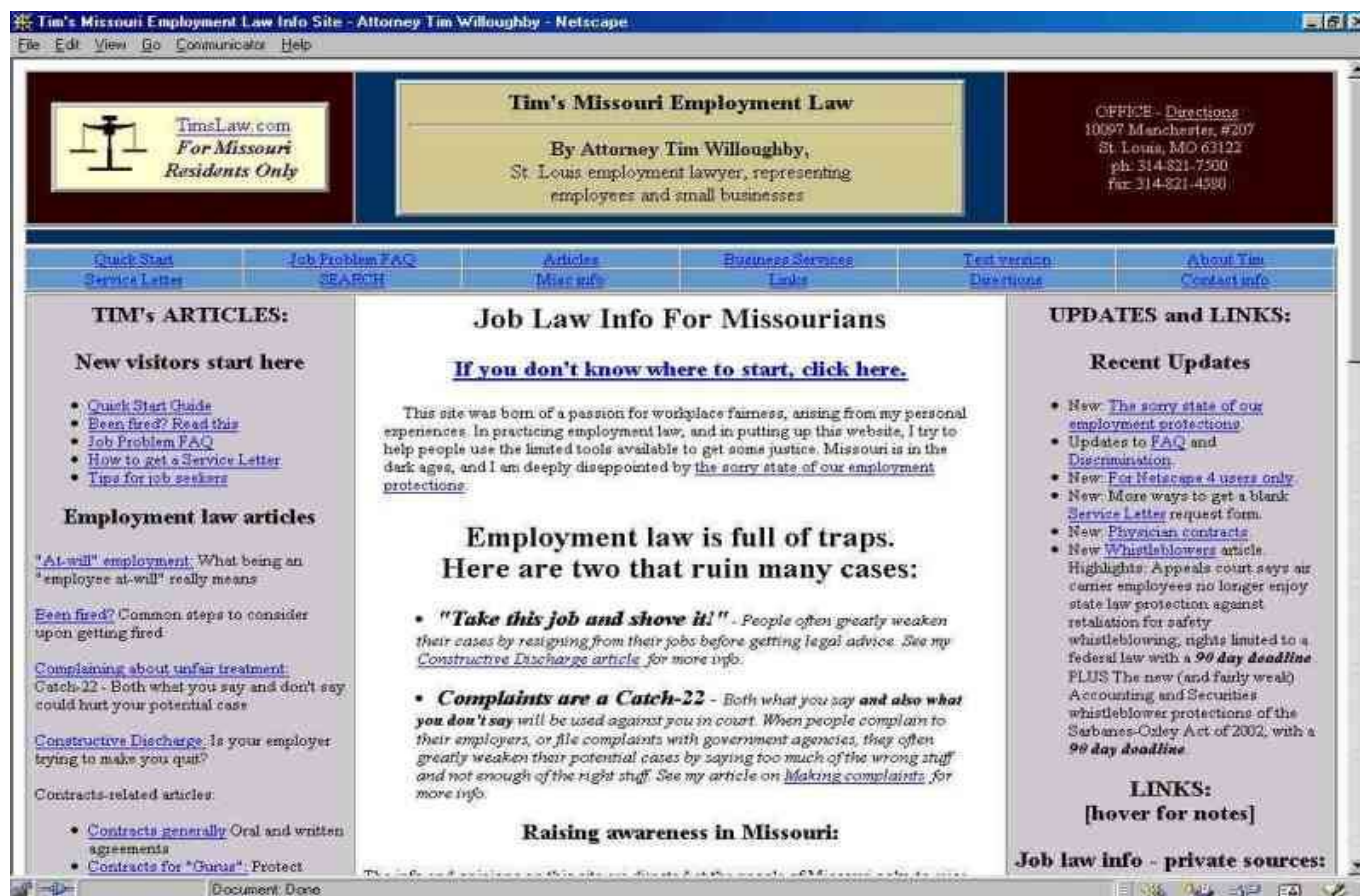 Tim's Missouri Employment Law Info Site - Attorney Tim Willoughby - Netscape
File Edit View Go Communicator Help
TimsLaw.com
For Missouri
Residents Only
Tim's Missouri Employment Law
By Attorney Tim Willoughby,
St. Louis employment lawyer, representing
employees and small businesses
OFFICE - Directions
10097 Manchester, #207
St. Louis, MO 63122
ph: 314-821-7500
fax: 314-821-4580
Quick Start Job Problem FAQ Articles Business Services Text version About Tim
Service Letter SEARCH Misc info Links Directions Contact info
TIM's ARTICLES:
New visitors start here
• Quick Start Guide
• Been fired? Read this
• Job Problem FAQ
• How to get a Service Letter
• Tips for job seekers
Employment law articles
"At-will" employment: What being an
"employee at-will" really means
Been fired? Common steps to consider
upon getting fired
Complaining about unfair treatment:
Catch-22 - Both what you say and don't say
could hurt your potential case
Constructive Discharge: Is your employer
trying to make you quit?
Contracts-related articles:
• Contracts generally Oral and written
agreements
• Contracts for "Gurus": Protect
Job Law Info For Missourians
If you don't know where to start, click here.
This site was born of a passion for workplace fairness, arising from my personal
experiences. In practicing employment law, and in putting up this website, I try to
help people use the limited tools available to get some justice. Missouri is in the
dark ages, and I am deeply disappointed by the sorry state of our employment
protections.
Employment law is full of traps.
Here are two that ruin many cases:
• "Take this job and shove it!" - People often greatly weaken
their cases by resigning from their jobs before getting legal advice. See my
Constructive Discharge article for more info.
• Complaints are a Catch-22 - Both what you say and also what
you don't say will be used against you in court. When people complain to
their employers, or file complaints with government agencies, they often
greatly weaken their potential cases by saying too much of the wrong stuff
and not enough of the right stuff. See my article on Making complaints for
more info.
Raising awareness in Missouri:
UPDATES and LINKS:
Recent Updates
• New: The sorry state of our
employment protections.
• Updates to FAQ and
Discrimination.
• New: For Netscape 4 users only.
• New: More ways to get a blank
Service Letter request form.
• New: Physician contracts.
• New Whistleblowers article.
Highlights: Appeals court says air
carrier employees no longer enjoy
state law protection against
retaliation for safety
whistleblowing; rights limited to a
federal law with a 90 day deadline.
PLUS The new (and fairly weak)
Accounting and Securities
whistleblower protections of the
Sarbanes-Oxley Act of 2002, with a
90 day deadline.
LINKS:
[hover for notes]
Job law info - private sources:
Document: Done